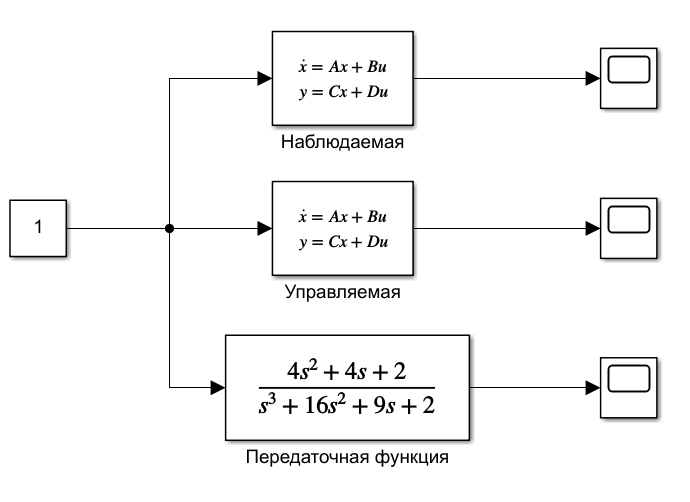 ẋ = Ax + Bu
y = Cx + Du
Наблюдаемая
1
ẋ = Ax + Bu
y = Cx + Du
Управляемая
4s² + 4s + 2
s³ + 16s² + 9s + 2
Передаточная функция